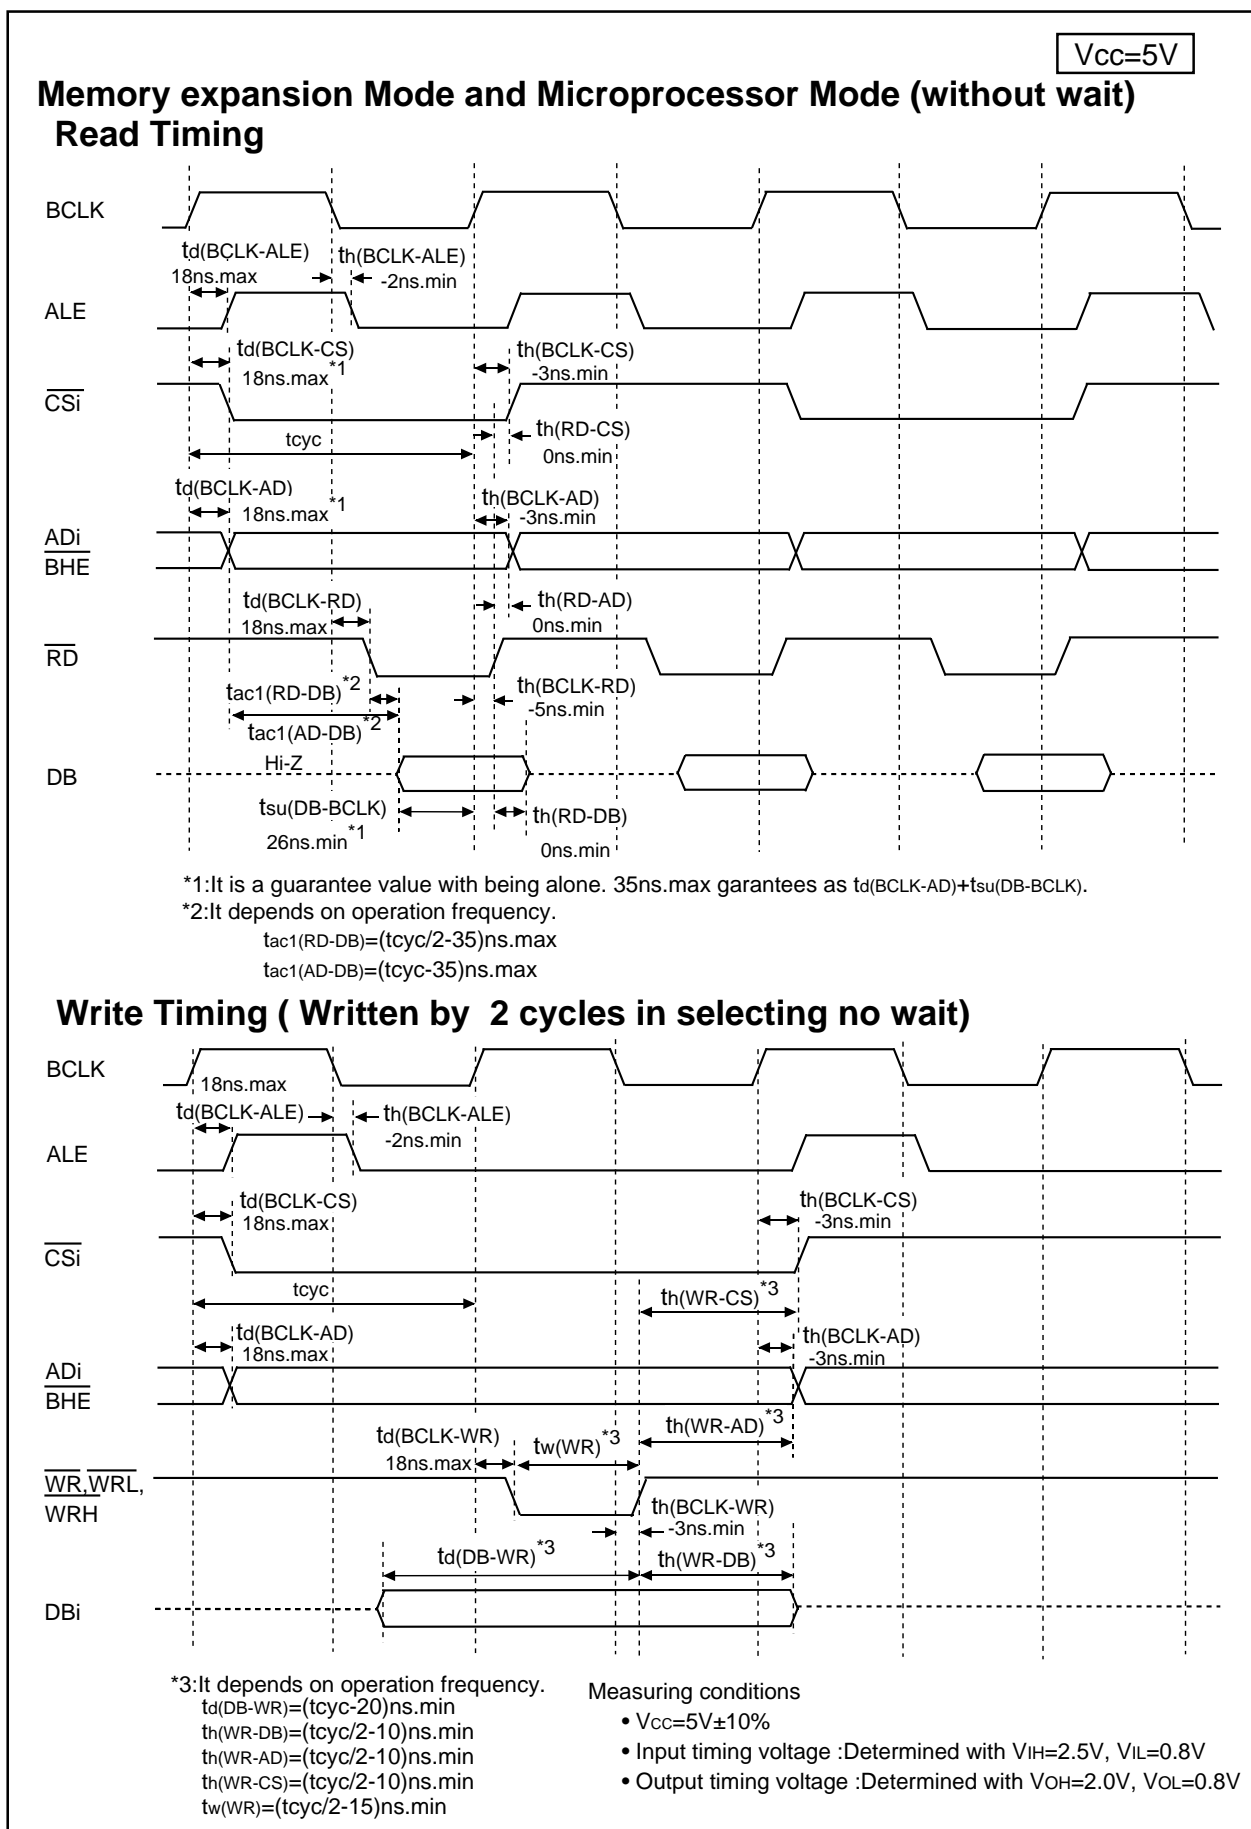 Vcc=5V
Memory expansion Mode and Microprocessor Mode (without wait)
Read Timing
BCLK
td(BCLK-ALE)
18ns.max
th(BCLK-ALE)
-2ns.min
ALE
td(BCLK-CS)
18ns.max*1
th(BCLK-CS)
-3ns.min
CSi
tcyc
th(RD-CS)
0ns.min
td(BCLK-AD)
18ns.max*1
th(BCLK-AD)
-3ns.min
ADi
BHE
td(BCLK-RD)
18ns.max
th(RD-AD)
0ns.min
RD
tac1(RD-DB)*2
th(BCLK-RD)
-5ns.min
tac1(AD-DB)*2
Hi-Z
DB
tsu(DB-BCLK)
26ns.min*1
th(RD-DB)
0ns.min
*1:It is a guarantee value with being alone. 35ns.max garantees as td(BCLK-AD)+tsu(DB-BCLK).
*2:It depends on operation frequency.
tac1(RD-DB)=(tcyc/2-35)ns.max
tac1(AD-DB)=(tcyc-35)ns.max
Write Timing ( Written by 2 cycles in selecting no wait)
BCLK
18ns.max
td(BCLK-ALE)
th(BCLK-ALE)
-2ns.min
ALE
td(BCLK-CS)
18ns.max
th(BCLK-CS)
-3ns.min
CSi
tcyc
th(WR-CS)*3
td(BCLK-AD)
18ns.max
th(BCLK-AD)
-3ns.min
ADi
BHE
td(BCLK-WR)
18ns.max
tw(WR)*3
th(WR-AD)*3
WR,WRL,
WRH
th(BCLK-WR)
-3ns.min
td(DB-WR)*3
th(WR-DB)*3
DBi
*3:It depends on operation frequency.
td(DB-WR)=(tcyc-20)ns.min
th(WR-DB)=(tcyc/2-10)ns.min
th(WR-AD)=(tcyc/2-10)ns.min
th(WR-CS)=(tcyc/2-10)ns.min
tw(WR)=(tcyc/2-15)ns.min
Measuring conditions
• VCC=5V±10%
• Input timing voltage :Determined with VIH=2.5V, VIL=0.8V
• Output timing voltage :Determined with VOH=2.0V, VOL=0.8V